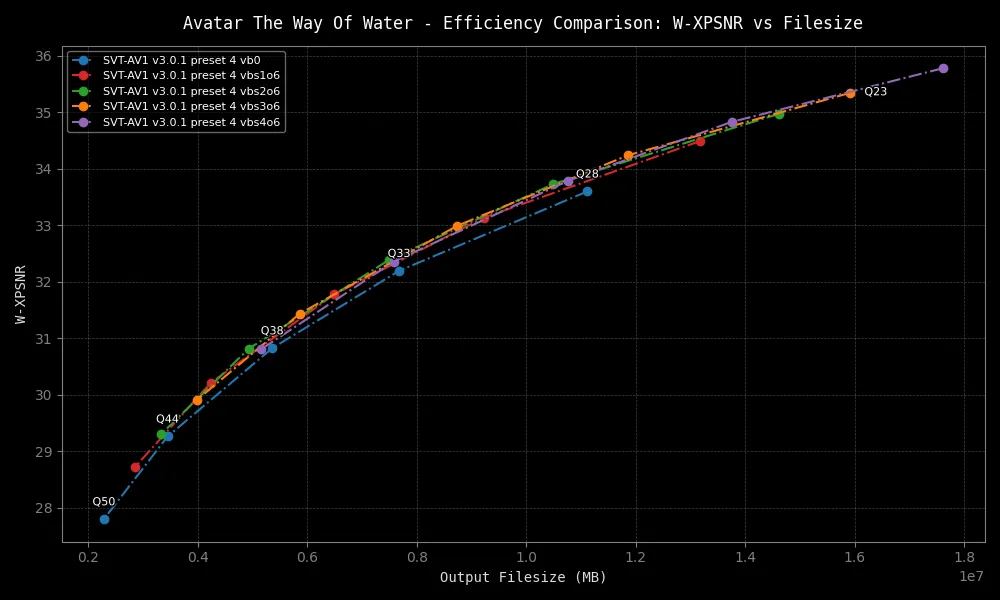 Avatar The Way Of Water - Efficiency Comparison: W-XPSNR vs Filesize
SVT-AV1 v3.0.1 preset 4 vb0
SVT-AV1 v3.0.1 preset 4 vbs1o6
SVT-AV1 v3.0.1 preset 4 vbs2o6
SVT-AV1 v3.0.1 preset 4 vbs3o6
SVT-AV1 v3.0.1 preset 4 vbs4o6
36
35
34
33
32
31
30
29
28
W-XPSNR
Q23
Q28
Q33
Q38
Q44
Q50
0.2 0.4 0.6 0.8 1.0 1.2 1.4 1.6 1.8
1e7
Output Filesize (MB)